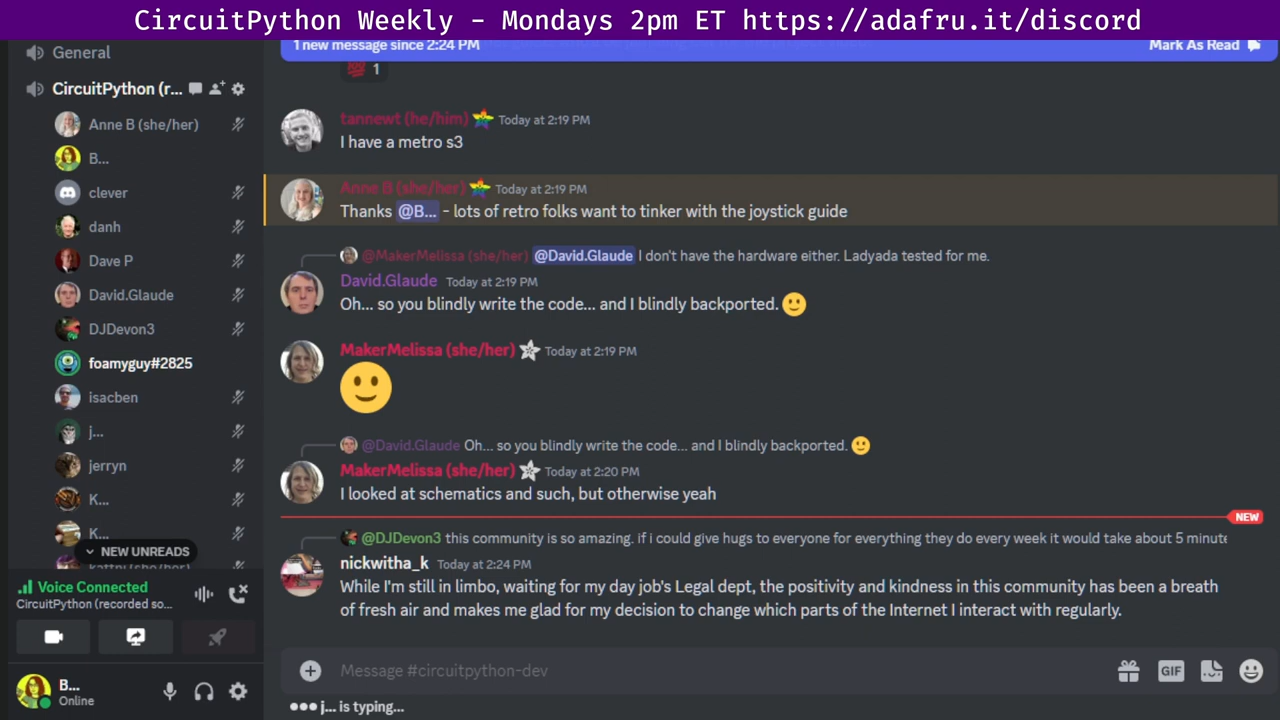 CircuitPython Weekly - Mondays 2pm ET https://adafru.it/discord
General
CircuitPython (r...
Anne B (she/her)
B...
clever
danh
Dave P
David.Glaude
DJDevon3
foamyguy#2825
isacben
j...
jerryn
K...
K...
kattni (she/her)
NEW UNREADS
Voice Connected
CircuitPython (recorded so...
B...
Online
1 new message since 2:24 PM
Mark As Read
💯 1
tannewt (he/him) Today at 2:19 PM
I have a metro s3
Anne B (she/her) Today at 2:19 PM
Thanks @B... - lots of retro folks want to tinker with the joystick guide
@MakerMelissa (she/her) @David.Glaude I don't have the hardware either. Ladyada tested for me.
David.Glaude Today at 2:19 PM
Oh... so you blindly write the code... and I blindly backported. 🙂
MakerMelissa (she/her) Today at 2:19 PM
🙂
@David.Glaude Oh... so you blindly write the code... and I blindly backported. 🙂
MakerMelissa (she/her) Today at 2:20 PM
I looked at schematics and such, but otherwise yeah
NEW
@DJDevon3 this community is so amazing. if i could give hugs to everyone for everything they do every week it would take about 5 minute
nickwitha_k Today at 2:24 PM
While I'm still in limbo, waiting for my day job's Legal dept, the positivity and kindness in this community has been a breath
of fresh air and makes me glad for my decision to change which parts of the Internet I interact with regularly.
Message #circuitpython-dev
GIF
j... is typing...